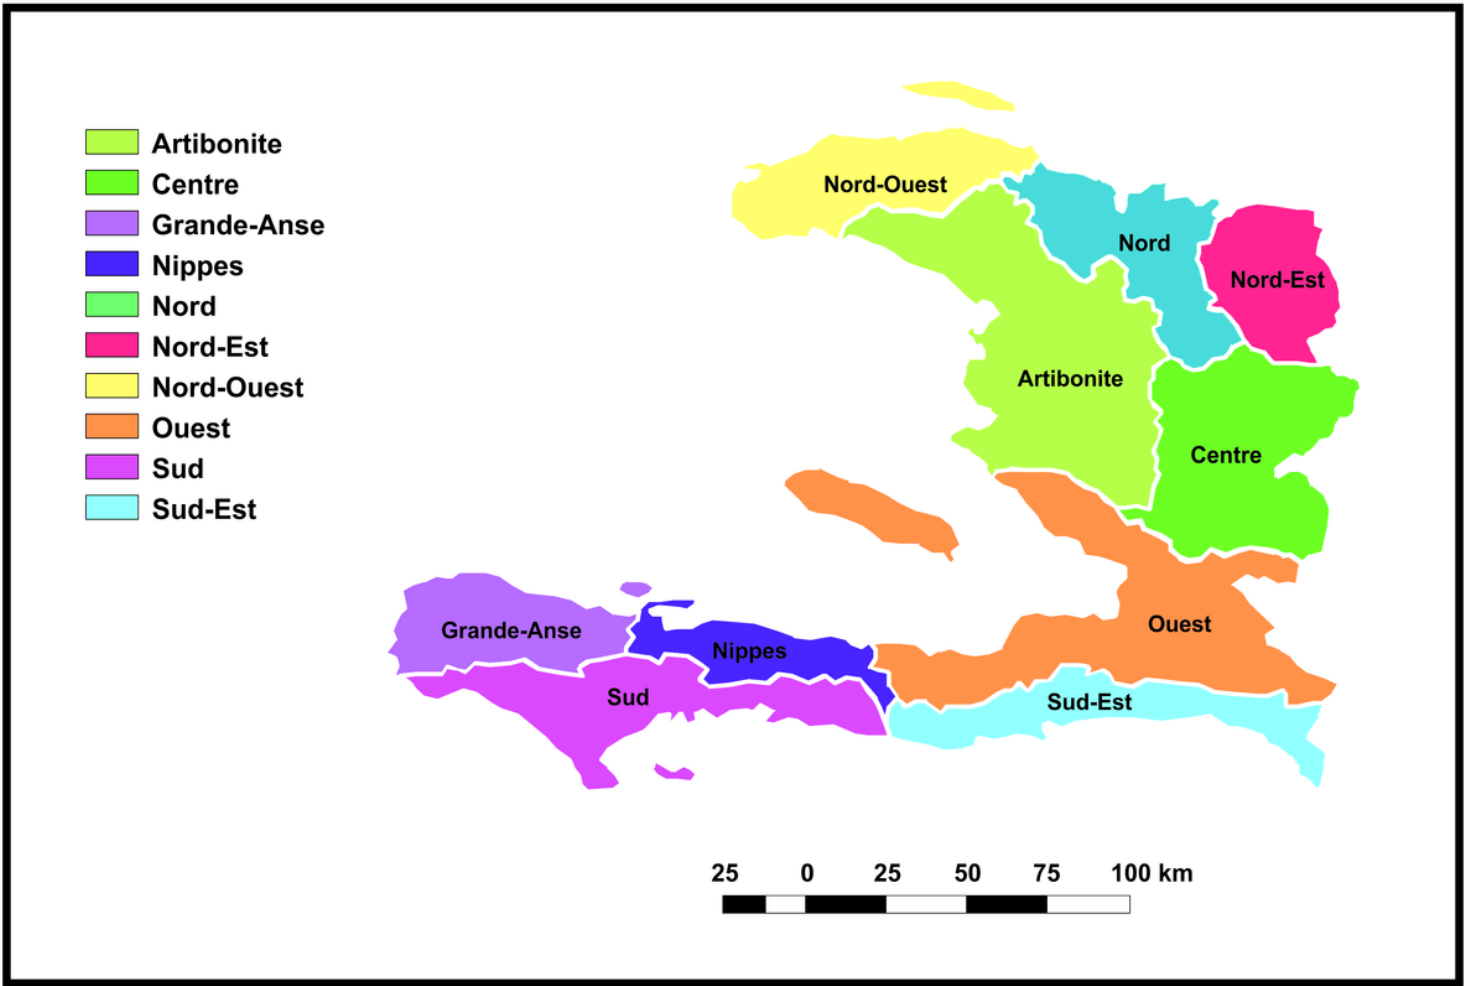 Artibonite
Centre
Grande-Anse
Nippes
Nord
Nord-Est
Nord-Ouest
Ouest
Sud
Sud-Est
Nord-Ouest
Nord
Nord-Est
Artibonite
Centre
Ouest
Grande-Anse
Nippes
Sud
Sud-Est
25 0 25 50 75 100 km